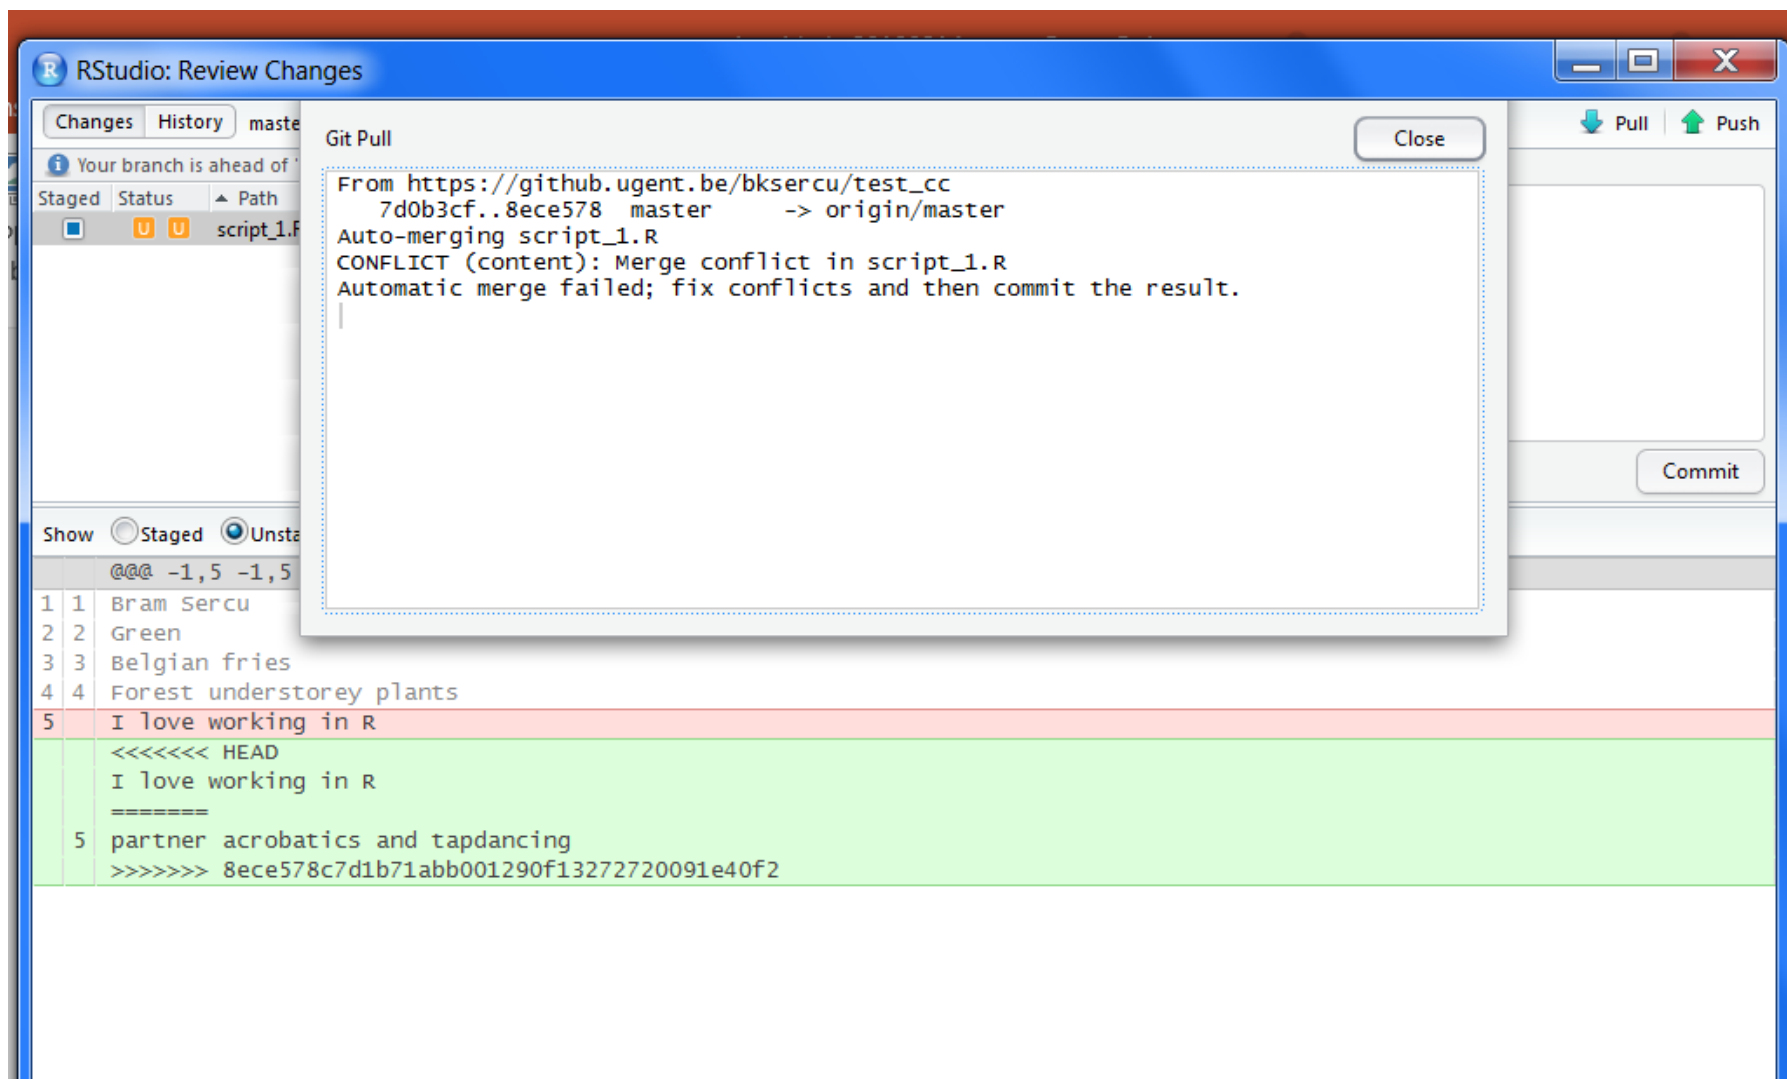 RStudio: Review Changes
Changes History maste
Pull Push
Git Pull
Close
Your branch is ahead of '
Staged Status Path
U U script_1.R
From https://github.ugent.be/bksercu/test_cc
7d0b3cf..8ece578 master -> origin/master
Auto-merging script_1.R
CONFLICT (content): Merge conflict in script_1.R
Automatic merge failed; fix conflicts and then commit the result.
Commit
Show Staged Unsta
@@@ -1,5 -1,5
1 1 Bram Sercu
2 2 Green
3 3 Belgian fries
4 4 Forest understorey plants
5 I love working in R
<<<<<<< HEAD
I love working in R
=======
5 partner acrobatics and tapdancing
>>>>>>> 8ece578c7d1b71abb001290f13272720091e40f2